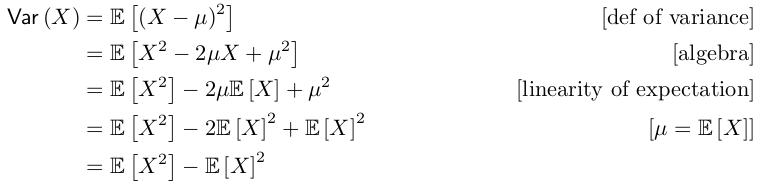 Var (X) = 𝔼 [(X − μ)²] [def of variance]
= 𝔼 [X² − 2μX + μ²] [algebra]
= 𝔼 [X²] − 2μ𝔼 [X] + μ² [linearity of expectation]
= 𝔼 [X²] − 2𝔼 [X]² + 𝔼 [X]² [μ = 𝔼 [X]]
= 𝔼 [X²] − 𝔼 [X]²